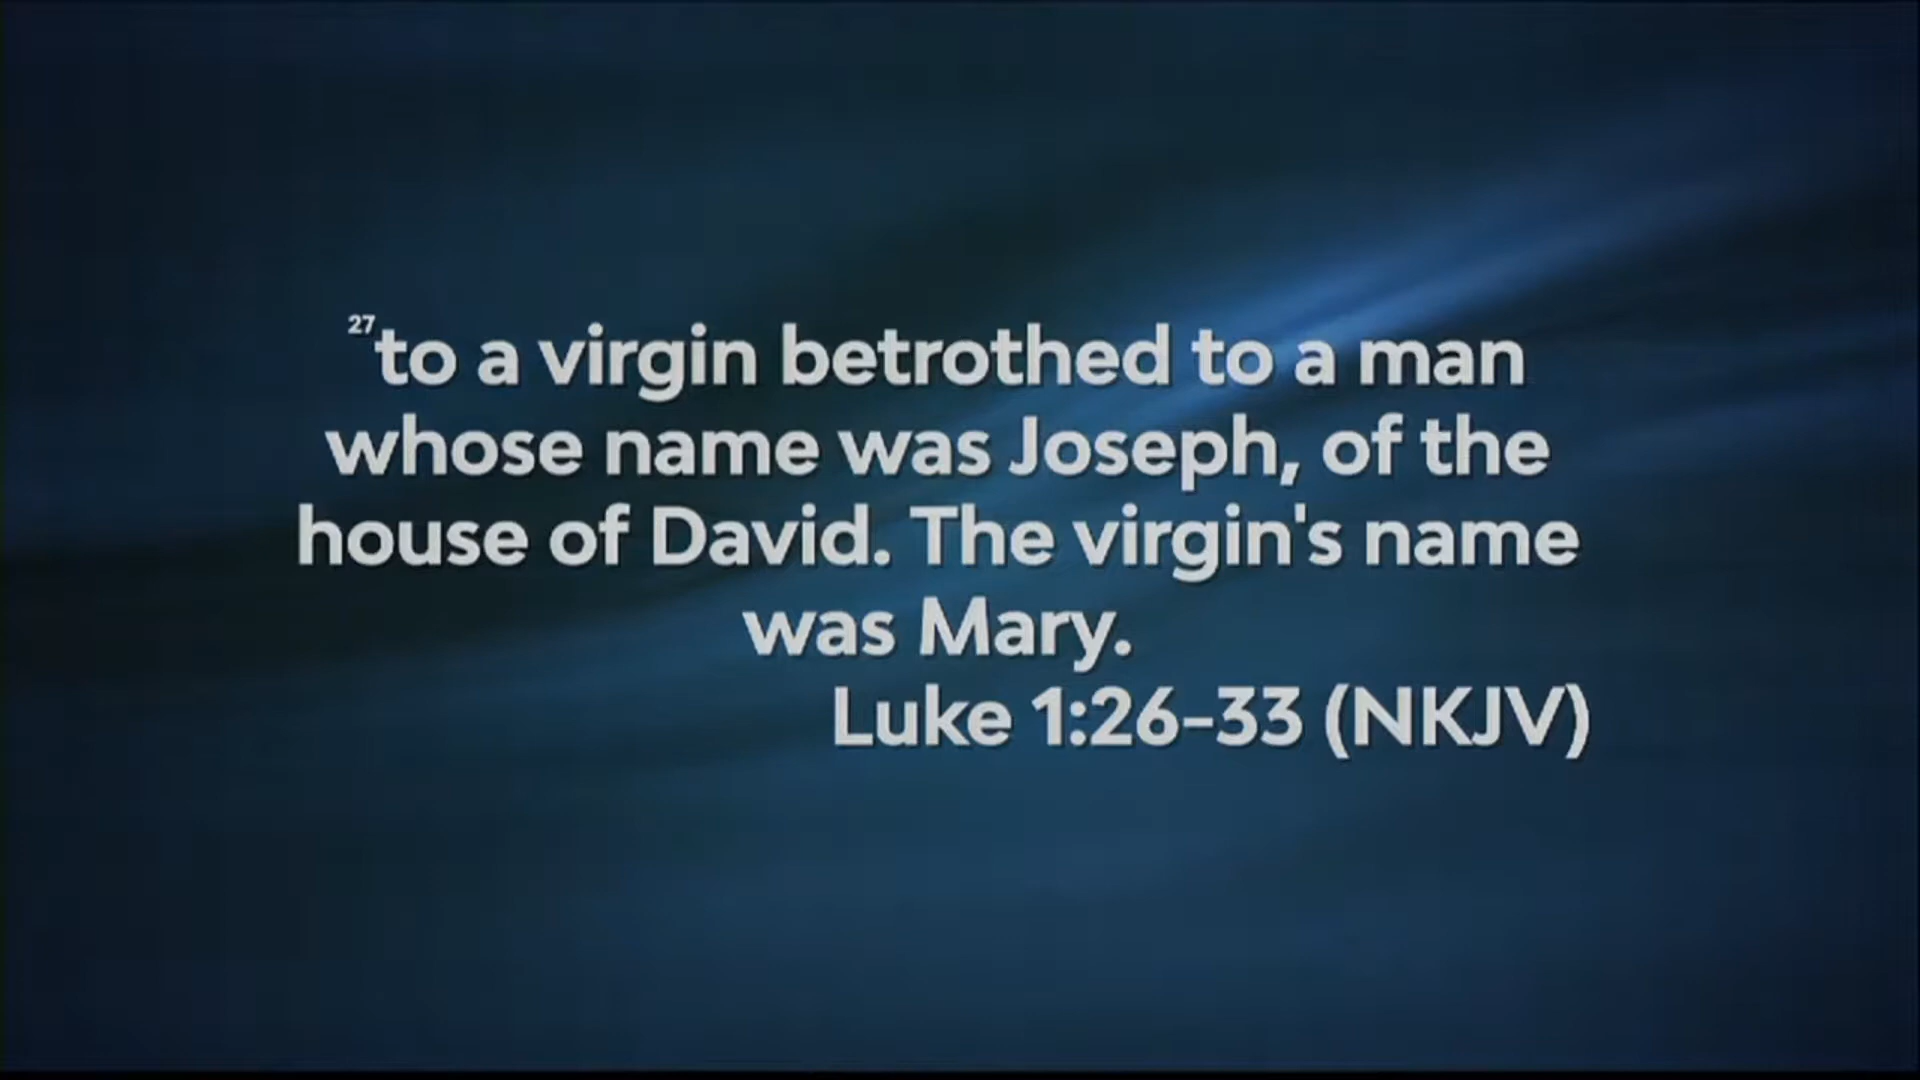 27to a virgin betrothed to a man
whose name was Joseph, of the
house of David. The virgin's name
was Mary.
Luke 1:26-33 (NKJV)